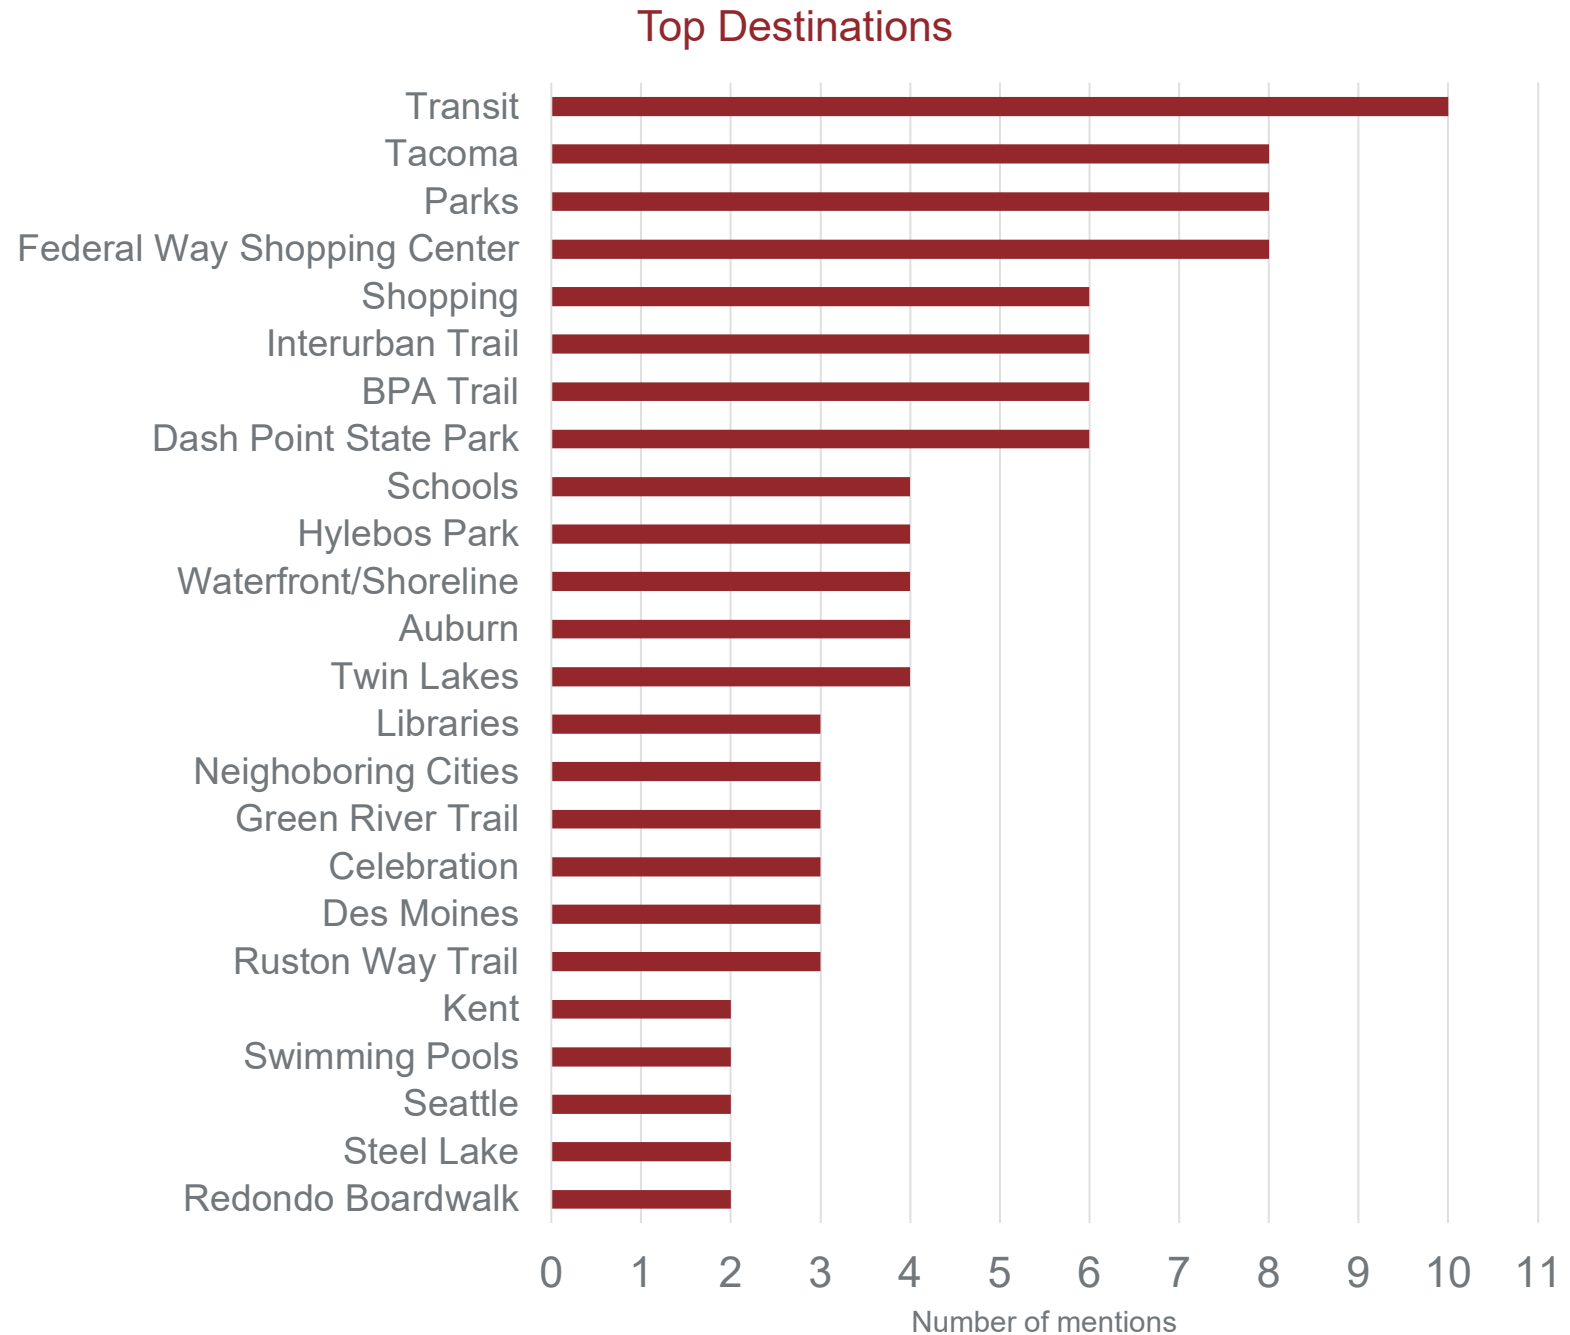 Top Destinations
Transit
Tacoma
Parks
Federal Way Shopping Center
Shopping
Interurban Trail
BPA Trail
Dash Point State Park
Schools
Hylebos Park
Waterfront/Shoreline
Auburn
Twin Lakes
Libraries
Neighoboring Cities
Green River Trail
Celebration
Des Moines
Ruston Way Trail
Kent
Swimming Pools
Seattle
Steel Lake
Redondo Boardwalk
0 1 2 3 4 5 6 7 8 9 10 11
Number of mentions